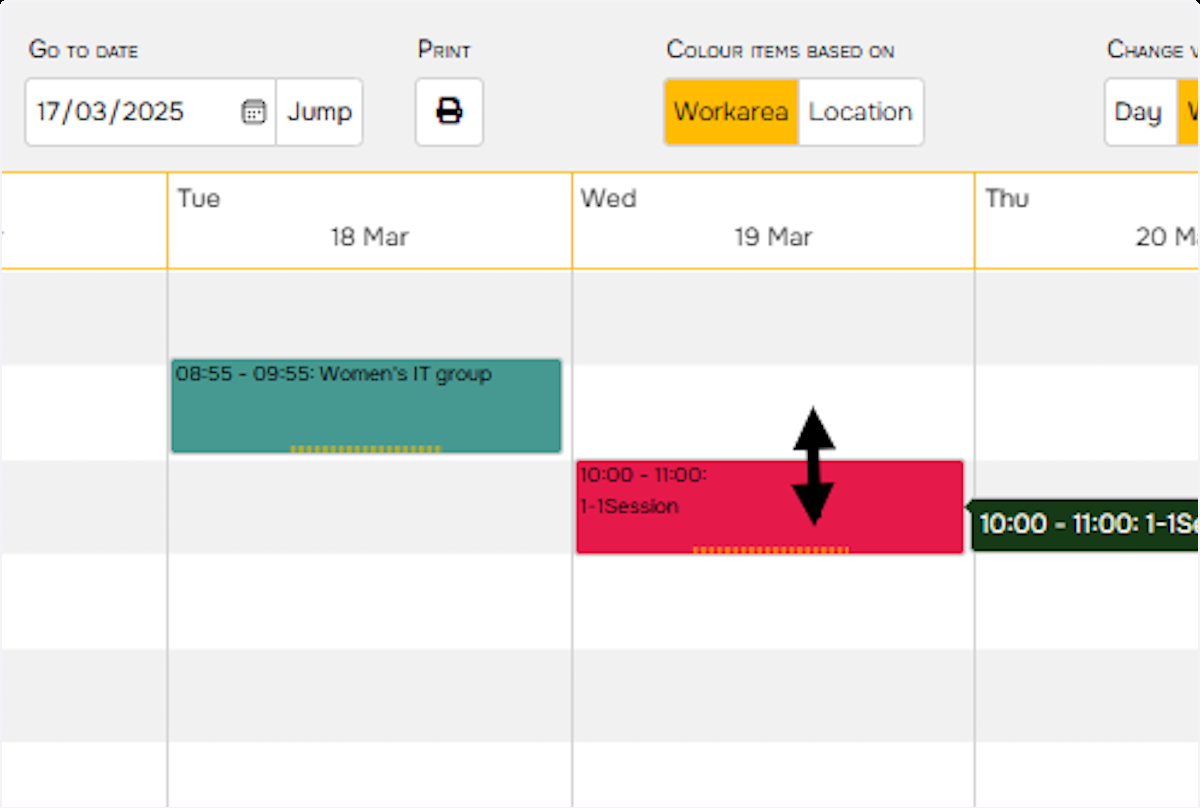 Go to date
Print
Colour items based on
Change
17/03/2025
Jump
Workarea
Location
Day
Tue
Wed
Thu
18 Mar
19 Mar
20
08:55 - 09:55: Women's IT group
10:00 - 11:00:
1-1Session
10:00 - 11:00: